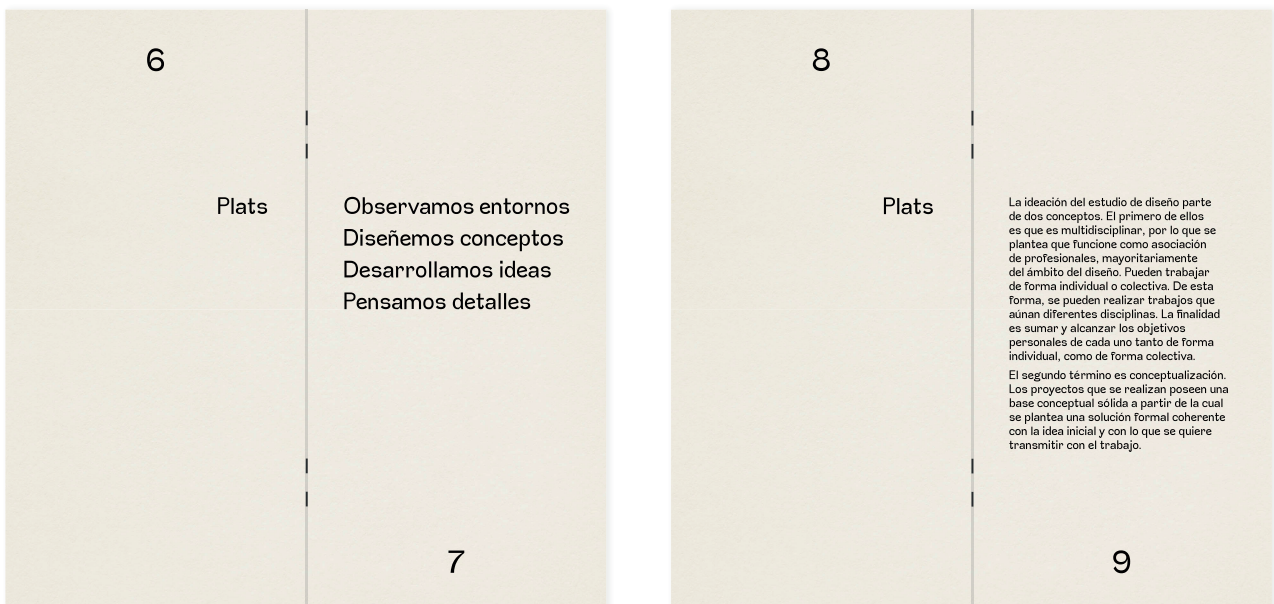 6
Plats
Observamos entornos
Diseñemos conceptos
Desarrollamos ideas
Pensamos detalles
7
8
Plats
La ideación del estudio de diseño parte
de dos conceptos. El primero de ellos
es que es multidisciplinar, por lo que se
plantea que funcione como asociación
de profesionales, mayoritariamente
del ámbito del diseño. Pueden trabajar
de forma individual o colectiva. De esta
forma, se pueden realizar trabajos que
aúnan diferentes disciplinas. La finalidad
es sumar y alcanzar los objetivos
personales de cada uno tanto de forma
individual, como de forma colectiva.
El segundo término es conceptualización.
Los proyectos que se realizan poseen una
base conceptual sólida a partir de la cual
se plantea una solución formal coherente
con la idea inicial y con lo que se quiere
transmitir con el trabajo.
9